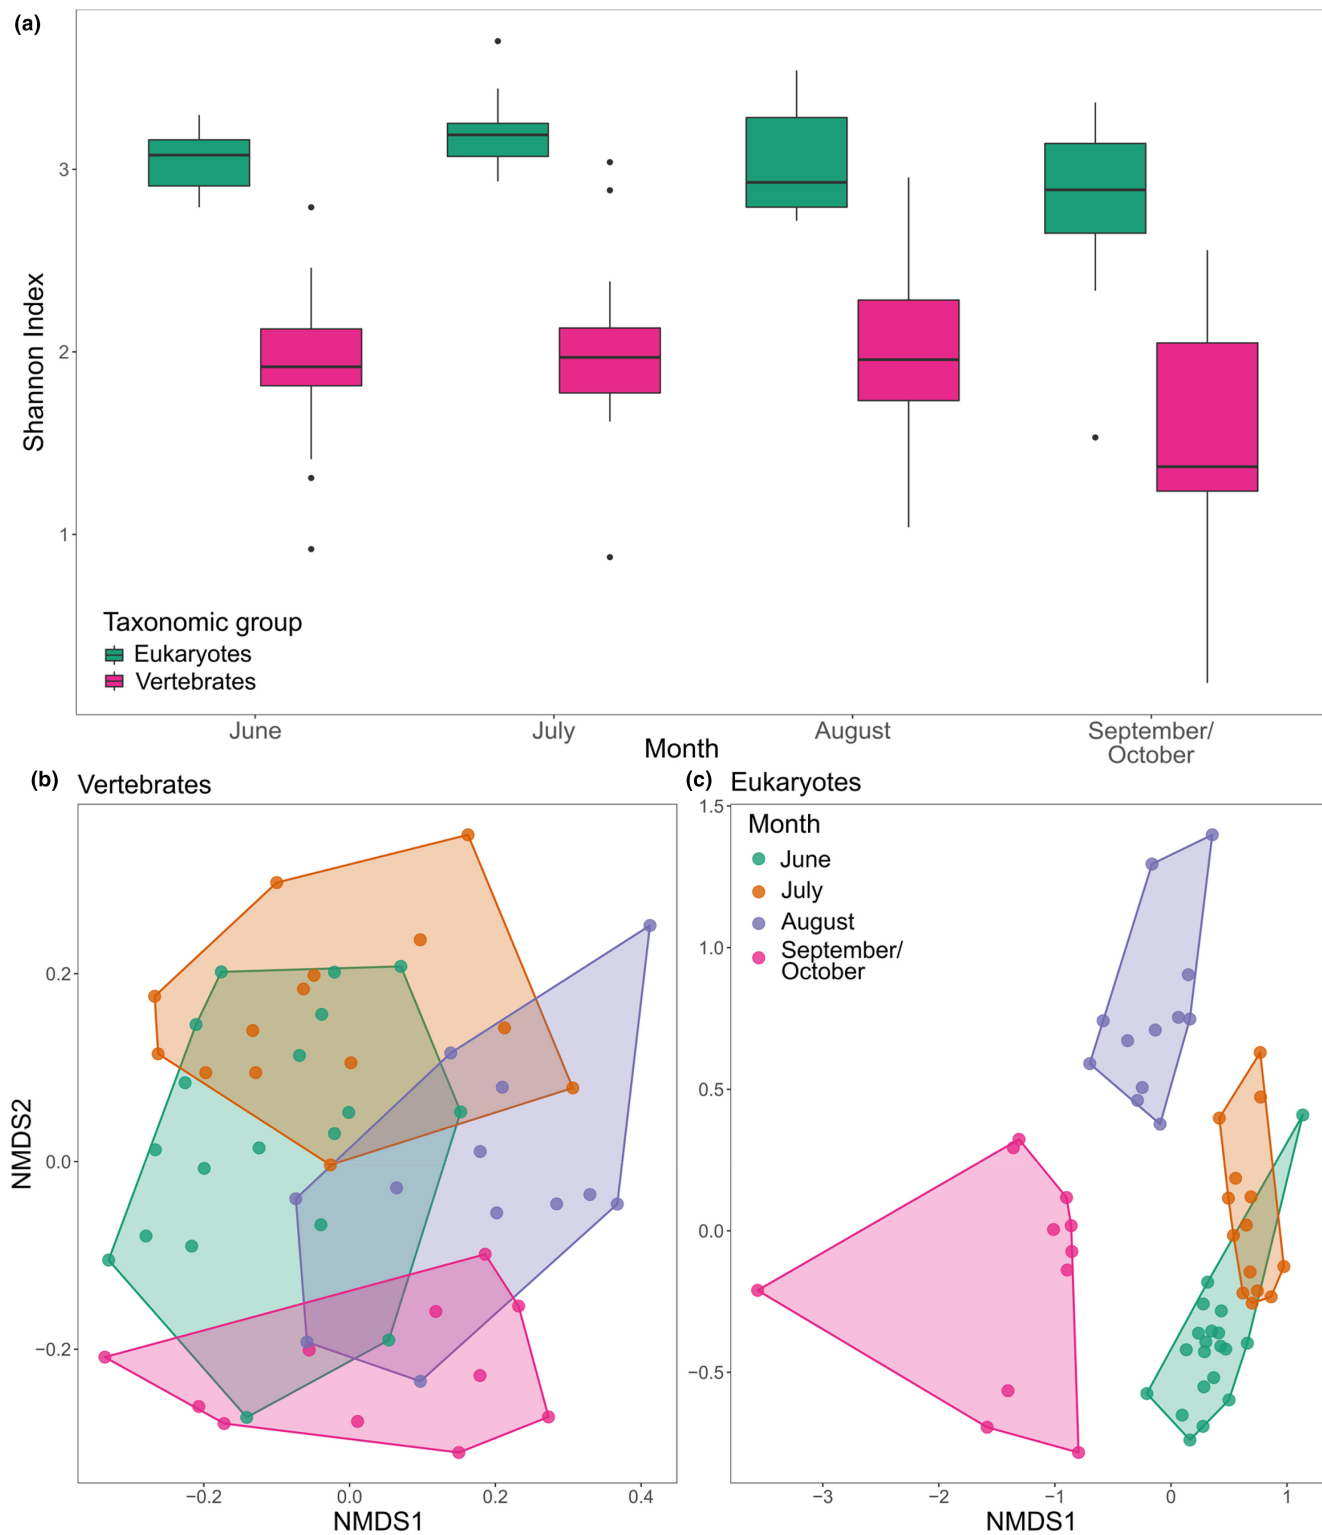 (a)
3
2
1
Shannon Index
Taxonomic group
Eukaryotes
Vertebrates
June
July
August
September/
October
Month
(b) Vertebrates
0.2
0.0
−0.2
NMDS2
−0.2
0.0
0.2
0.4
NMDS1
(c) Eukaryotes
Month
June
July
August
September/
October
1.5
1.0
0.5
0.0
−0.5
−3
−2
−1
0
1
NMDS1